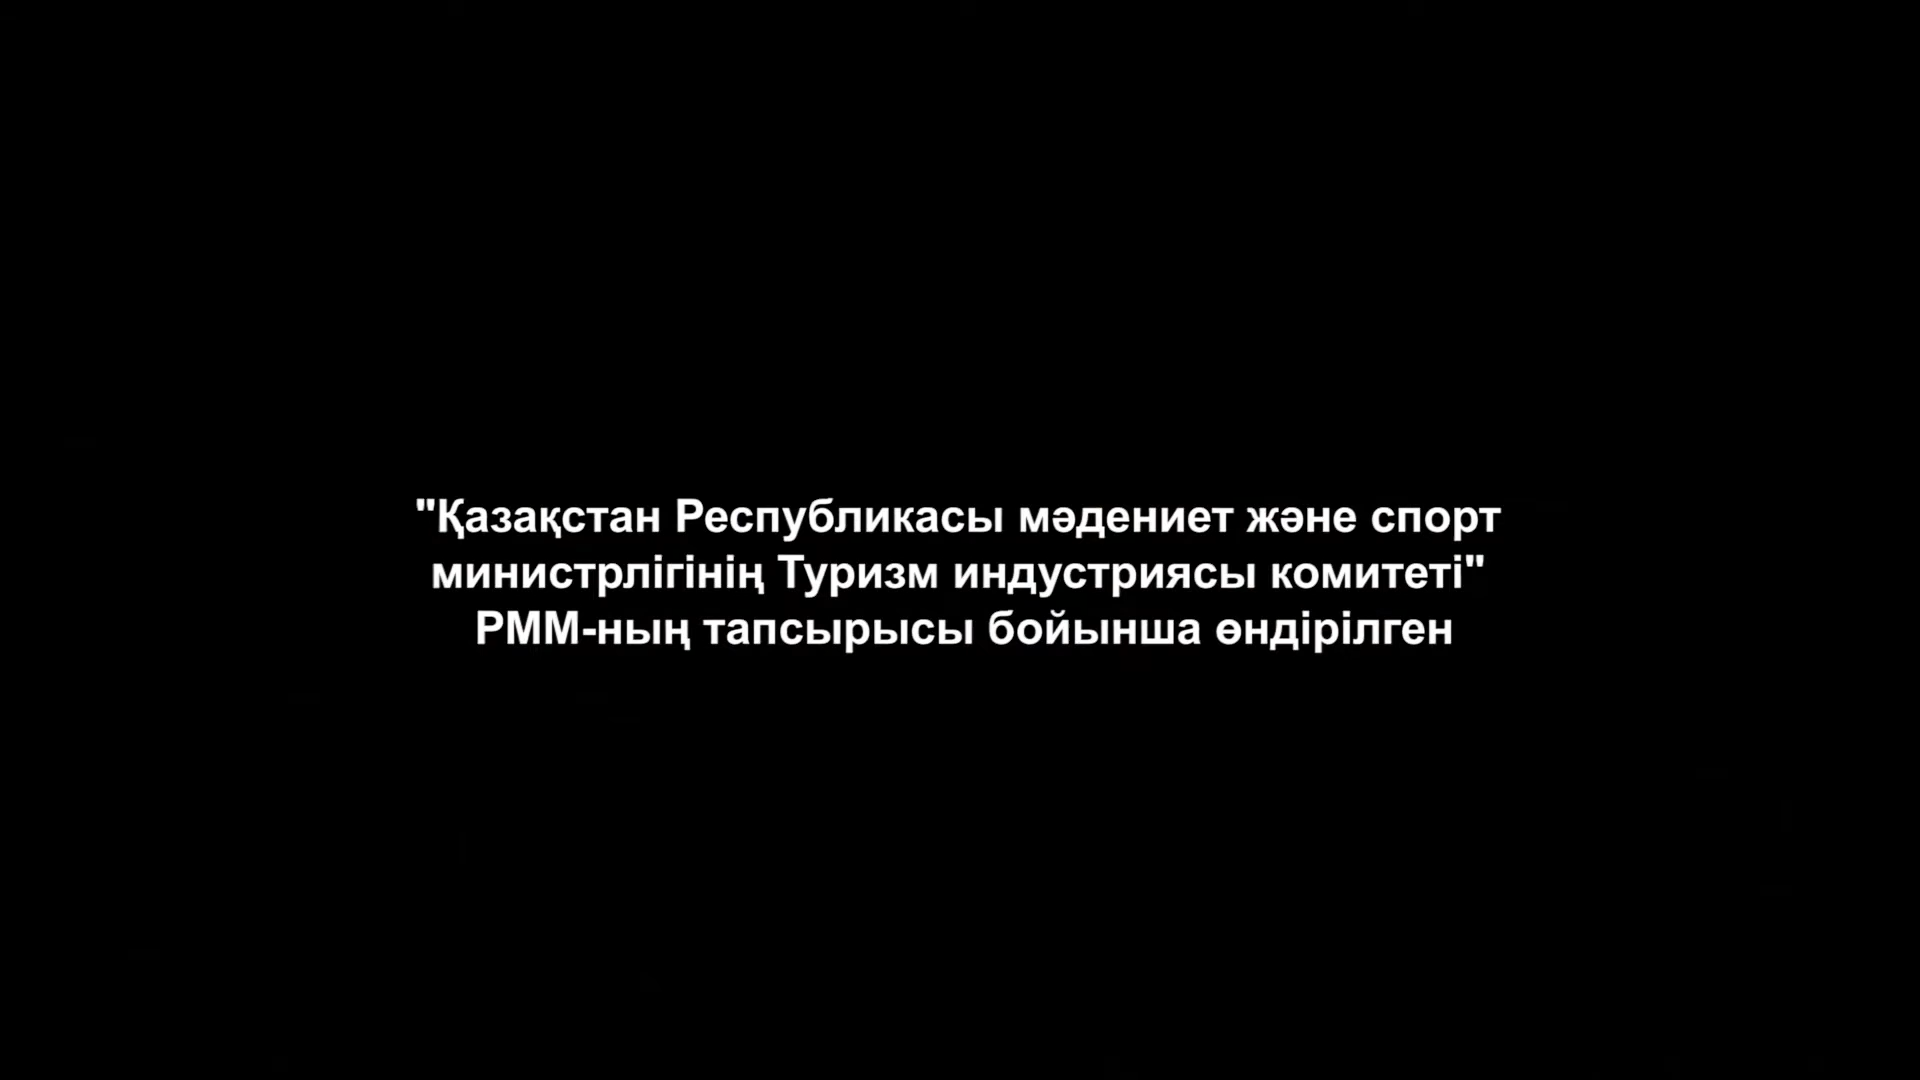 "Қазақстан Республикасы мәдениет және спорт
министрлігінің Туризм индустриясы комитеті"
РММ-ның тапсырысы бойынша өндірілген